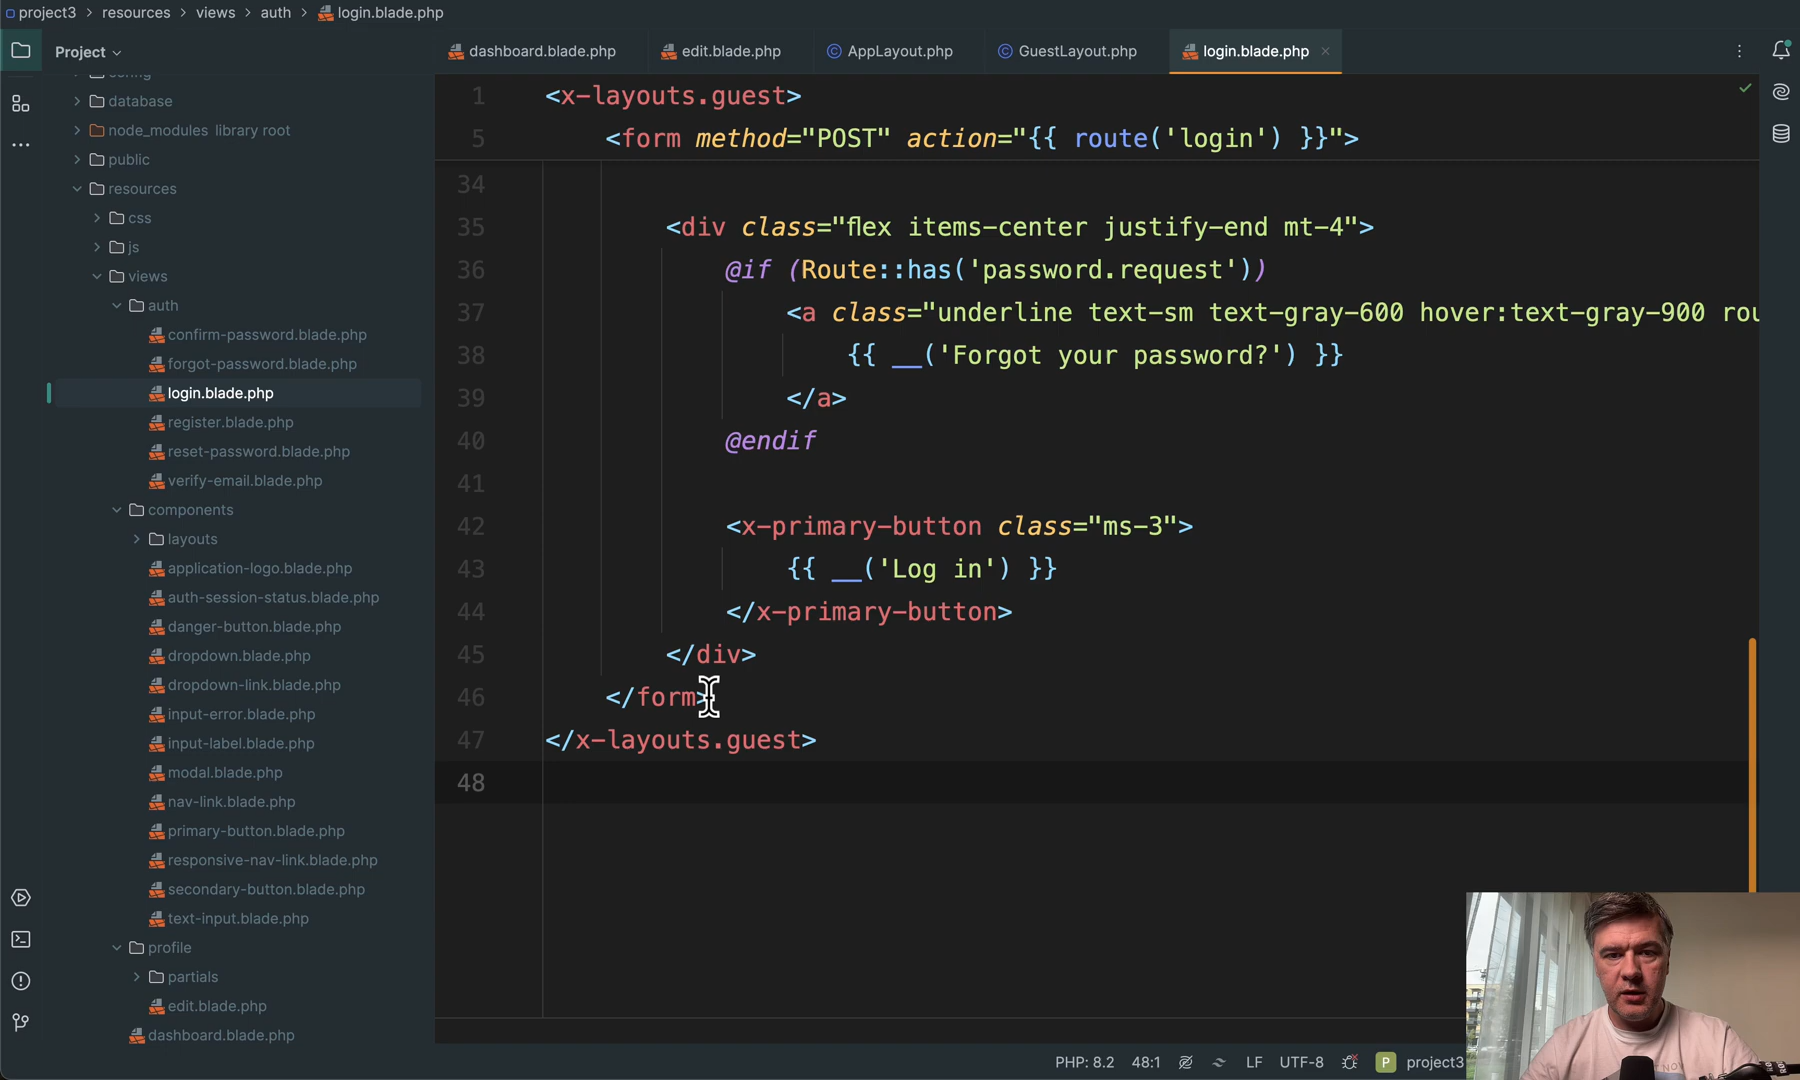 project3 > resources > views > auth > login.blade.php
Project
dashboard.blade.php
edit.blade.php
AppLayout.php
GuestLayout.php
login.blade.php
config
database
node_modules library root
public
resources
css
js
views
auth
confirm-password.blade.php
forgot-password.blade.php
login.blade.php
register.blade.php
reset-password.blade.php
verify-email.blade.php
components
layouts
application-logo.blade.php
auth-session-status.blade.php
danger-button.blade.php
dropdown.blade.php
dropdown-link.blade.php
input-error.blade.php
input-label.blade.php
modal.blade.php
nav-link.blade.php
primary-button.blade.php
responsive-nav-link.blade.php
secondary-button.blade.php
text-input.blade.php
profile
partials
edit.blade.php
dashboard.blade.php
1 <x-layouts.guest>
5 <form method="POST" action="{{ route('login') }}">
34
35 <div class="flex items-center justify-end mt-4">
36 @if (Route::has('password.request'))
37 <a class="underline text-sm text-gray-600 hover:text-gray-900 rou
38 {{ __('Forgot your password?') }}
39 </a>
40 @endif
41
42 <x-primary-button class="ms-3">
43 {{ __('Log in') }}
44 </x-primary-button>
45 </div>
46 </form>
47 </x-layouts.guest>
48
PHP: 8.2 48:1 LF UTF-8 P project3